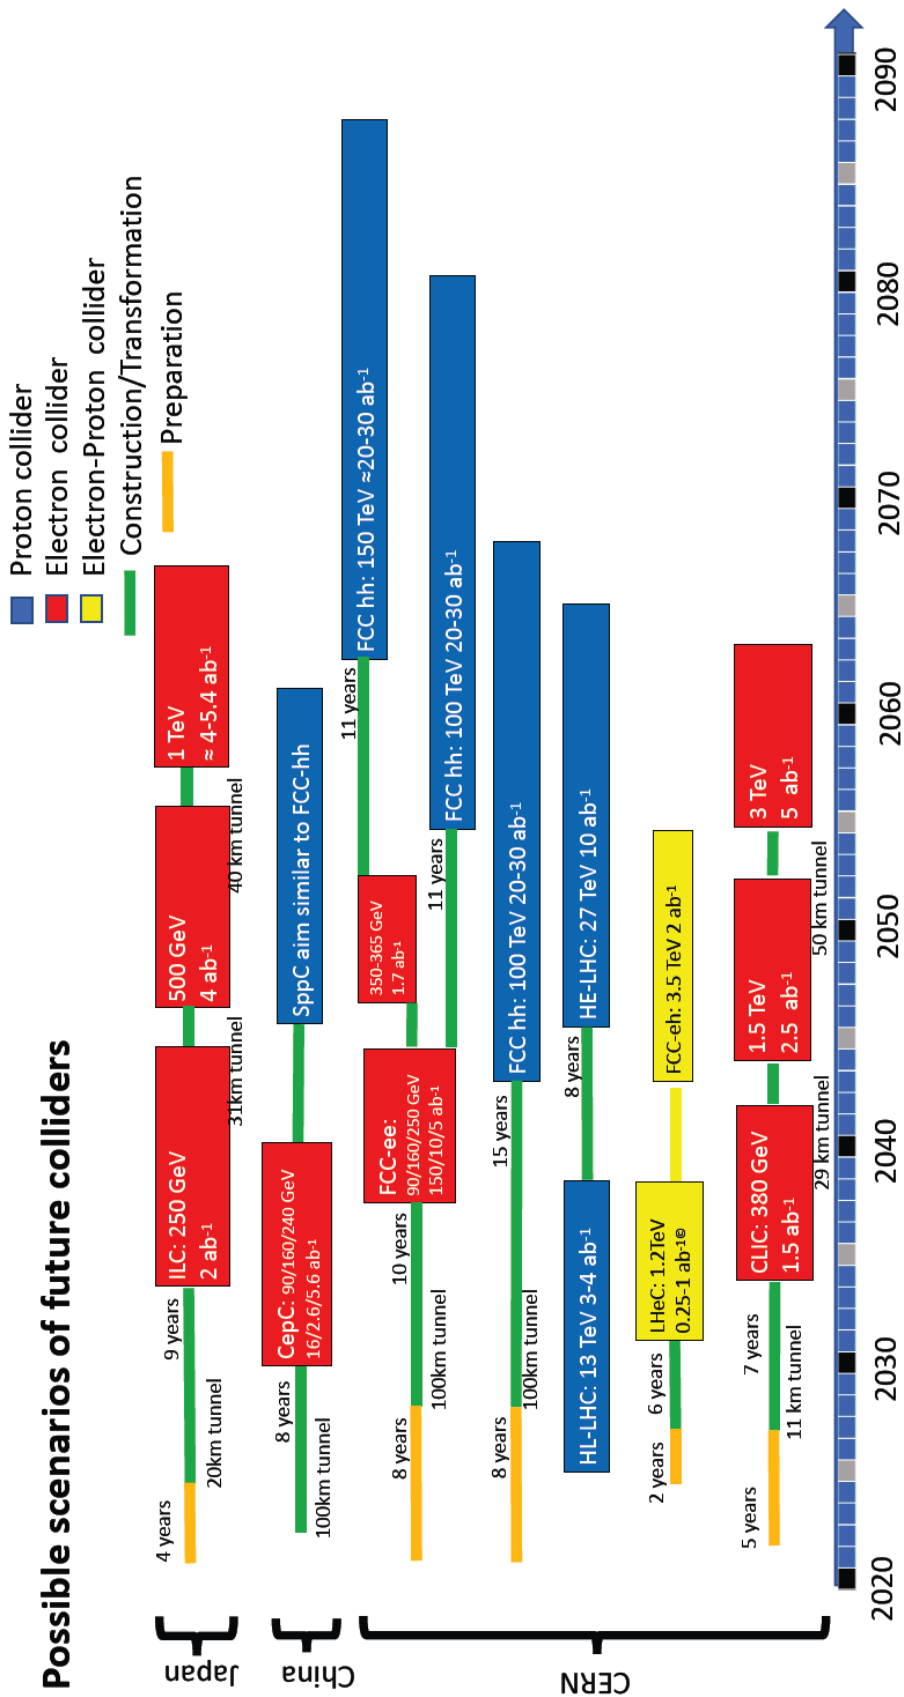 Possible scenarios of future colliders
Proton collider
Electron collider
Electron-Proton collider
Construction/Transformation
Preparation
Japan
4 years
20km tunnel
9 years
ILC: 250 GeV
2 ab-1
31km tunnel
500 GeV
4 ab-1
40 km tunnel
1 TeV
≈ 4-5.4 ab-1
China
100km tunnel
8 years
CepC: 90/160/240 GeV
16/2.6/5.6 ab-1
SppC aim similar to FCC-hh
CERN
8 years
100km tunnel
10 years
FCC-ee:
90/160/250 GeV
150/10/5 ab-1
350-365 GeV
1.7 ab-1
11 years
FCC hh: 150 TeV ≈20-30 ab-1
11 years
FCC hh: 100 TeV 20-30 ab-1
8 years
100km tunnel
15 years
FCC hh: 100 TeV 20-30 ab-1
HL-LHC: 13 TeV 3-4 ab-1
8 years
HE-LHC: 27 TeV 10 ab-1
2 years
6 years
LHeC: 1.2TeV
0.25-1 ab-1©
FCC-eh: 3.5 TeV 2 ab-1
5 years
7 years
11 km tunnel
CLIC: 380 GeV
1.5 ab-1
29 km tunnel
1.5 TeV
2.5 ab-1
50 km tunnel
3 TeV
5 ab-1
2020
2030
2040
2050
2060
2070
2080
2090